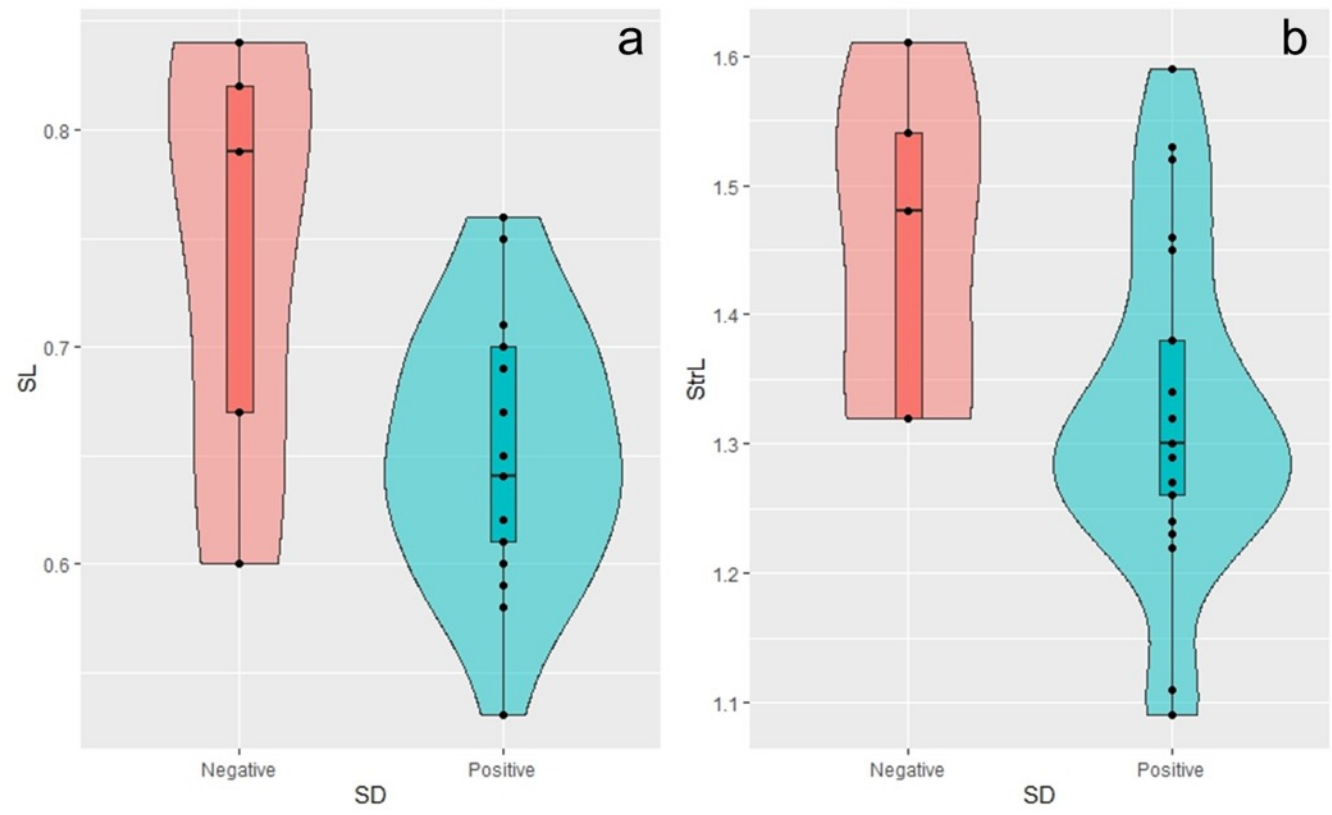 a
0.8
0.7
0.6
SL
Negative Positive
SD
b
1.6
1.5
1.4
1.3
1.2
1.1
StrL
Negative Positive
SD